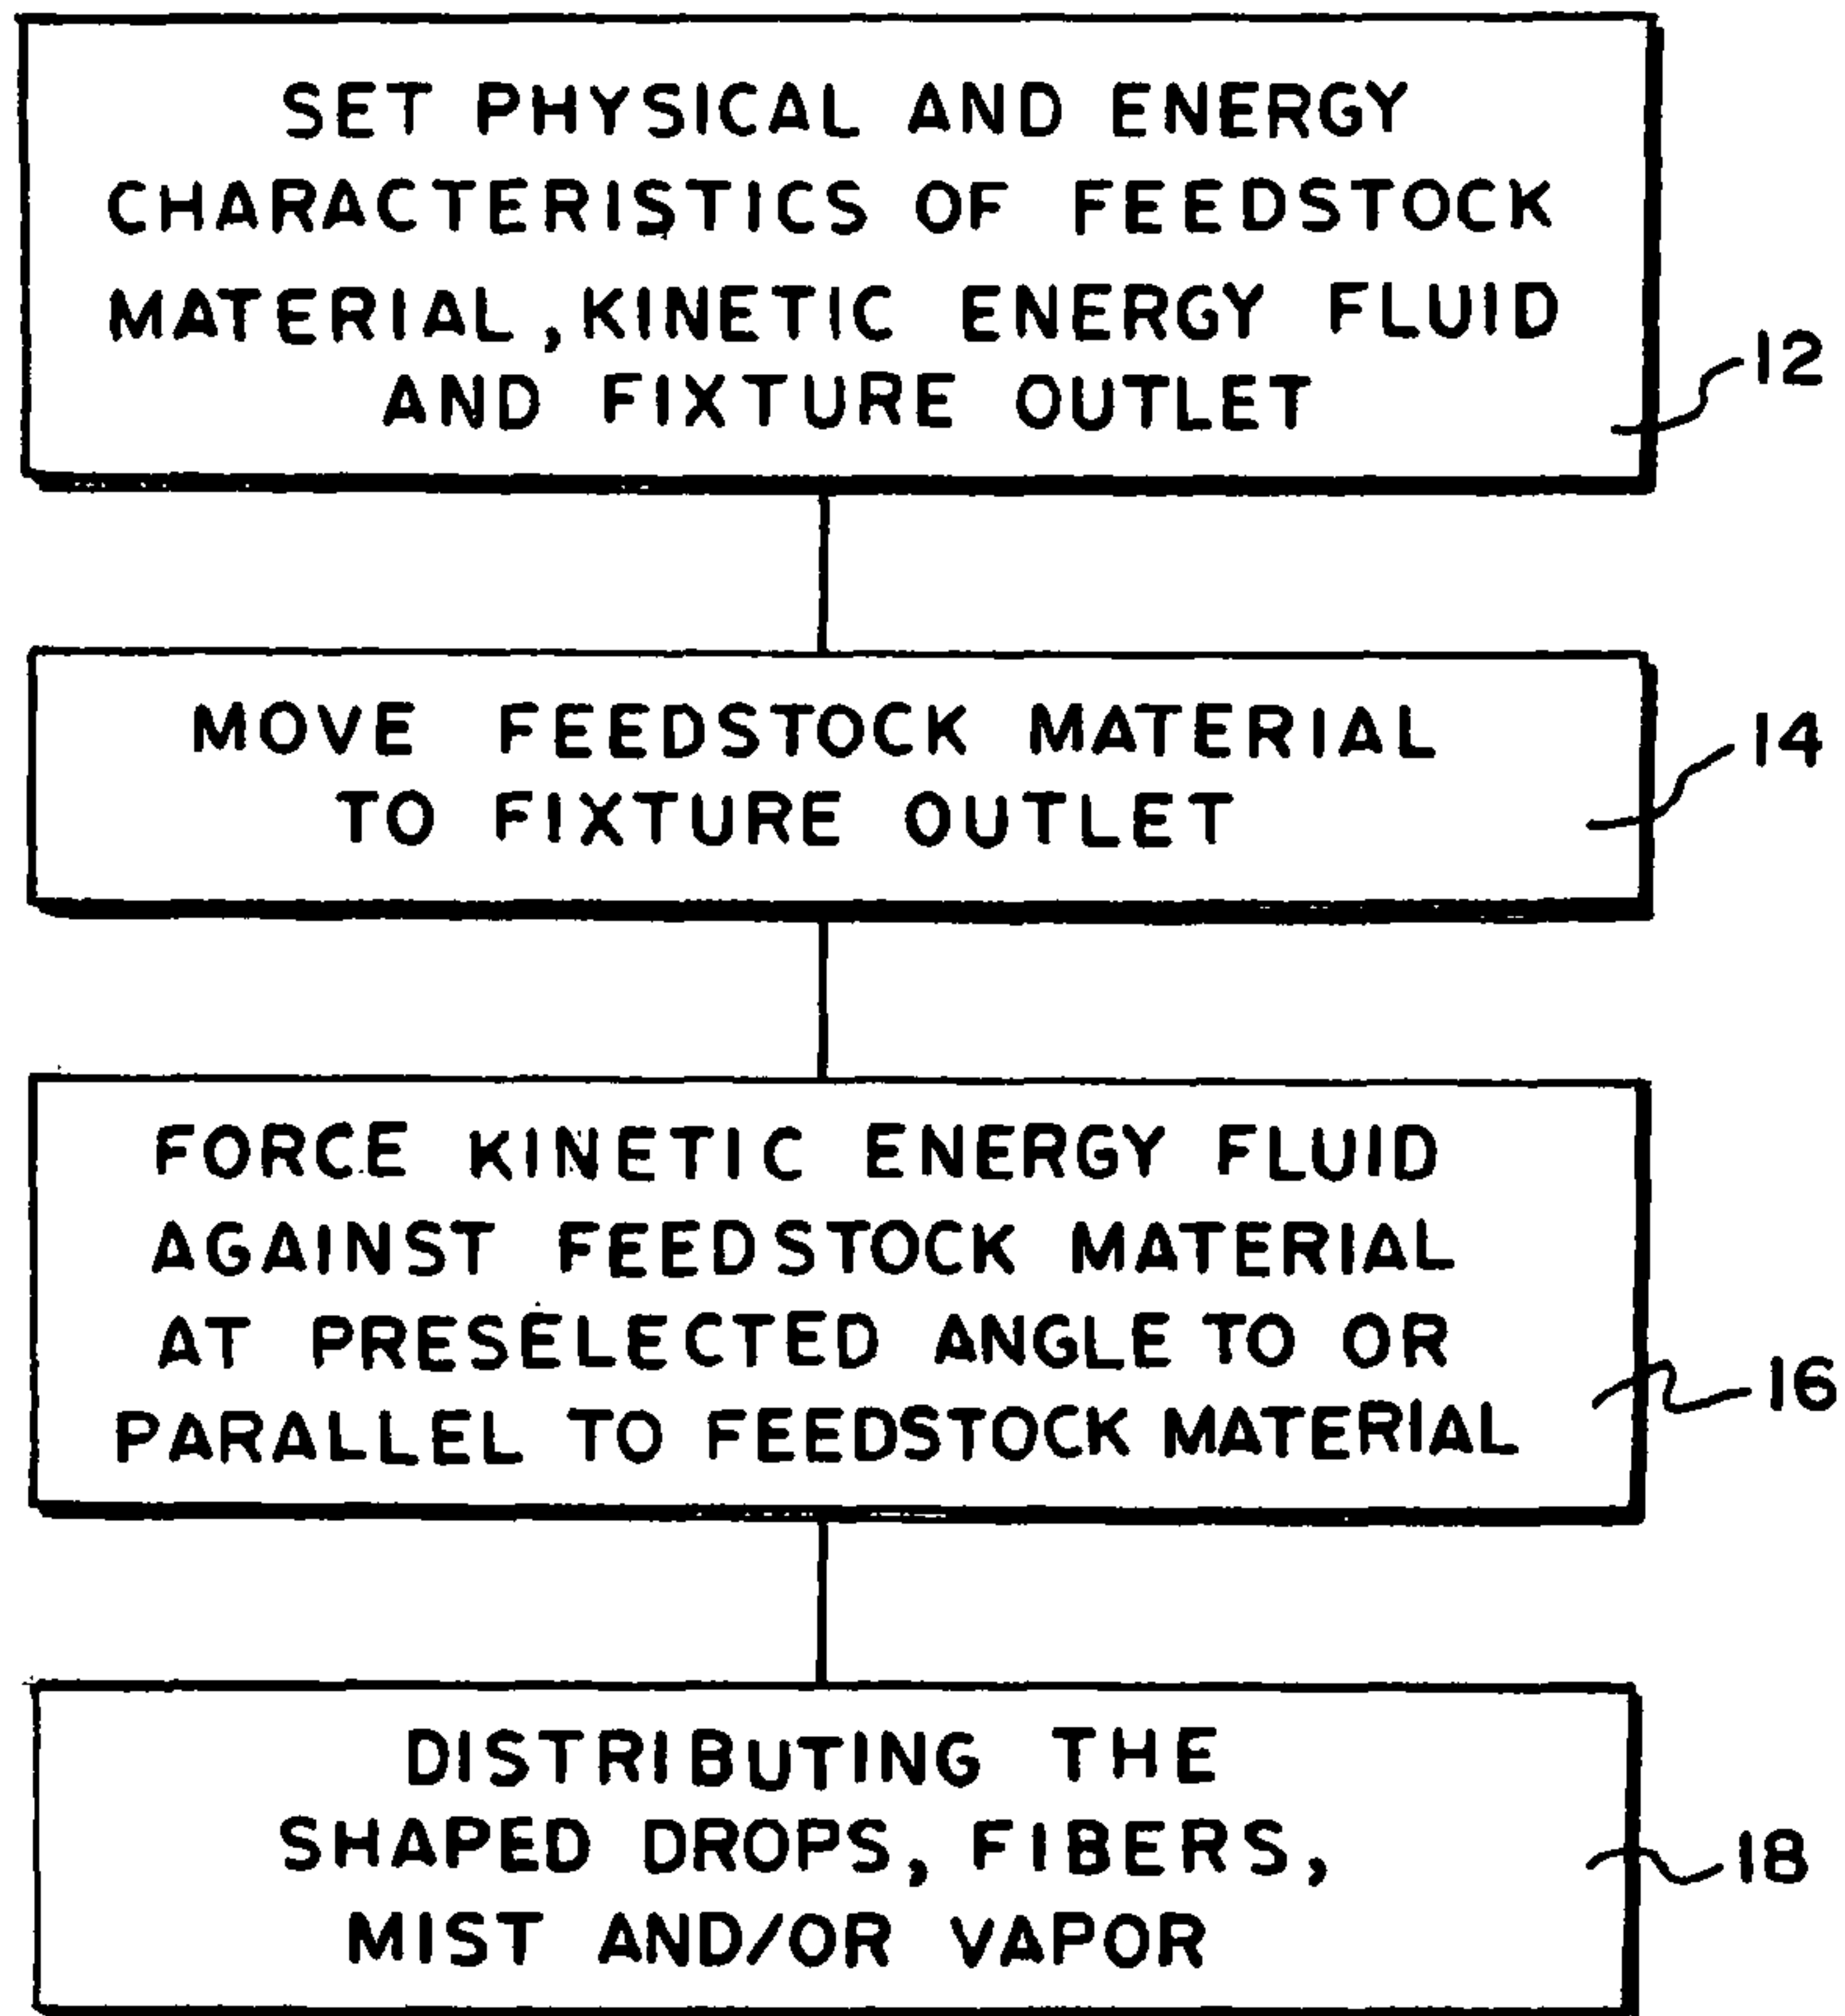 SET PHYSICAL AND ENERGY
CHARACTERISTICS OF FEEDSTOCK
MATERIAL, KINETIC ENERGY FLUID
AND FIXTURE OUTLET
12
MOVE FEEDSTOCK MATERIAL
TO FIXTURE OUTLET
14
FORCE KINETIC ENERGY FLUID
AGAINST FEEDSTOCK MATERIAL
AT PRESELECTED ANGLE TO OR
PARALLEL TO FEEDSTOCK MATERIAL
16
DISTRIBUTING THE
SHAPED DROPS, FIBERS,
MIST AND/OR VAPOR
18